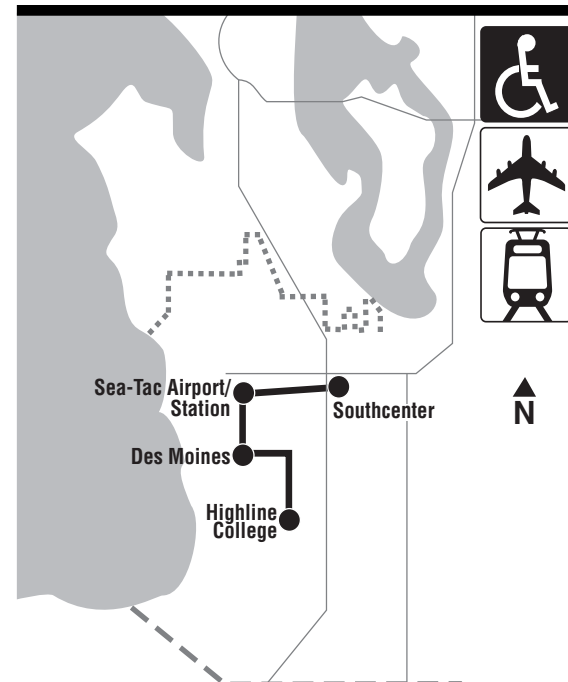 Sea-Tac Airport/
Station
Southcenter
N
Des Moines
Highline
College